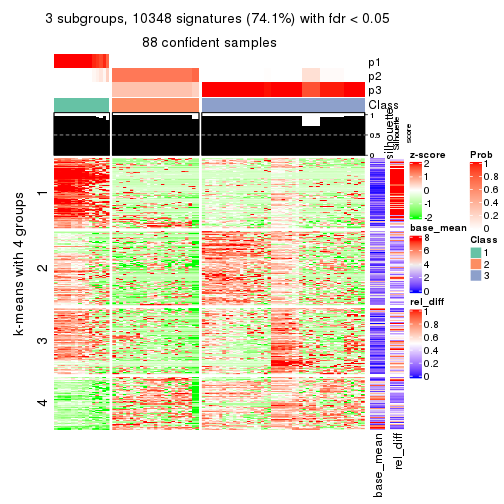 3 subgroups, 10348 signatures (74.1%) with fdr < 0.05
88 confident samples
p1
p2
p3
Class
1
0.5
0
silhouette
Silhouette
score
k-means with 4 groups
1
2
3
4
base_mean
rel_diff
z-score
2
1
0
-1
-2
base_mean
8
6
4
2
0
rel_diff
1
0.8
0.6
0.4
0.2
0
Prob
1
0.8
0.6
0.4
0.2
0
Class
1
2
3